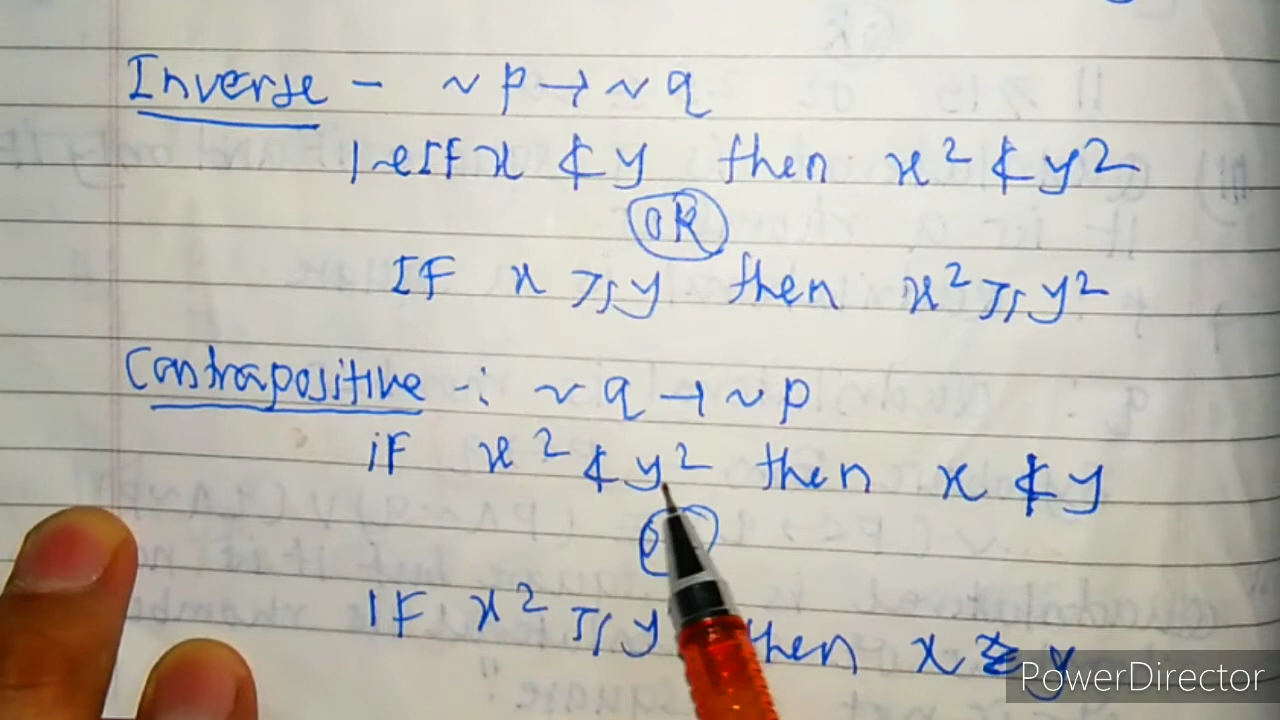 Inverse - ~p→~q
i.e If x ≮ y then x² ≮ y²
OR
If x ⩾ y then x² ⩾ y²
Contrapositive -: ~q→~p
if x² ≮ y² then x ≮ y
If x² ⩾ y then x ⩾ y
PowerDirector